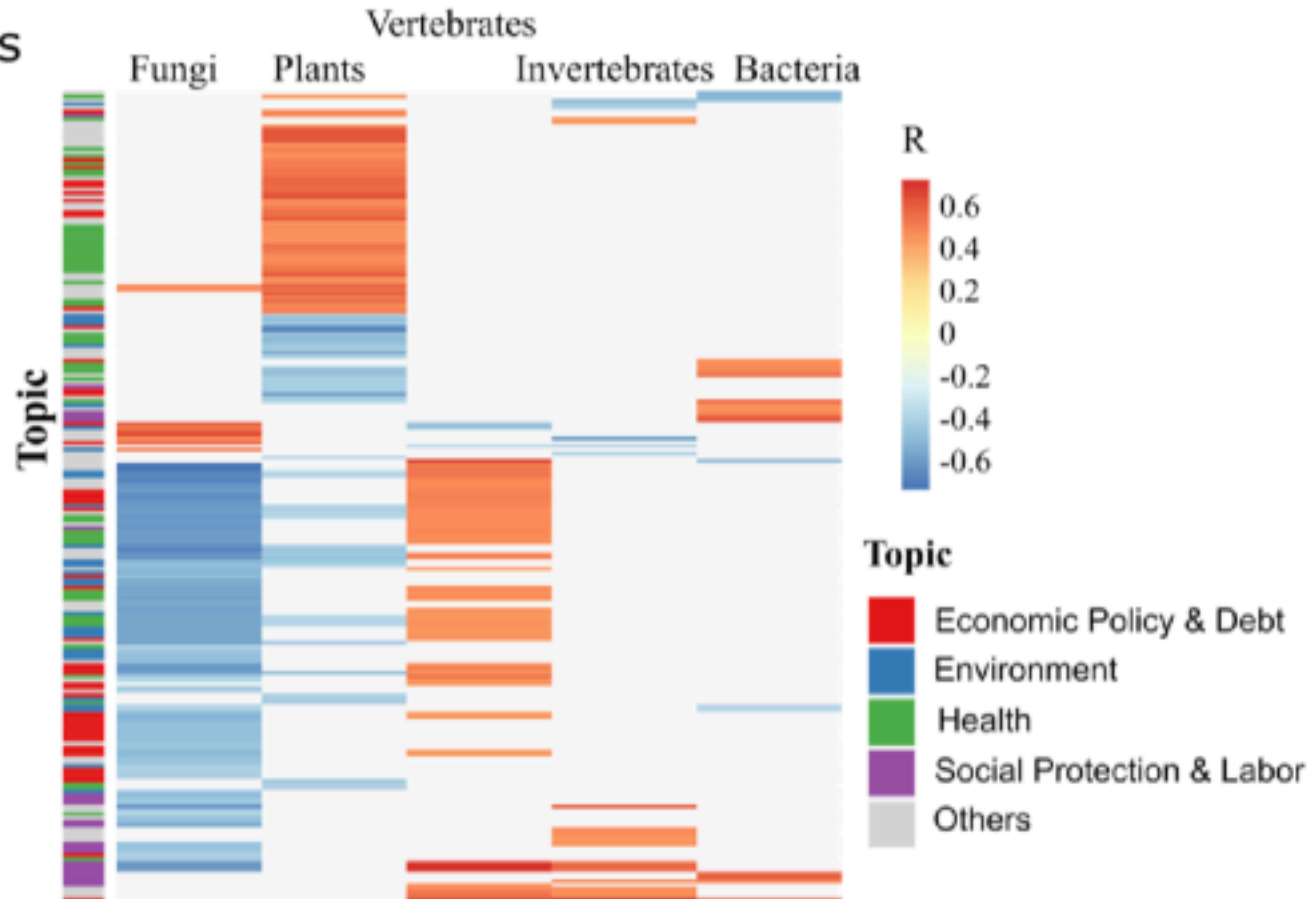 s
Vertebrates
Fungi Plants Invertebrates Bacteria
Topic
R
0.6
0.4
0.2
0
-0.2
-0.4
-0.6
Topic
Economic Policy & Debt
Environment
Health
Social Protection & Labor
Others